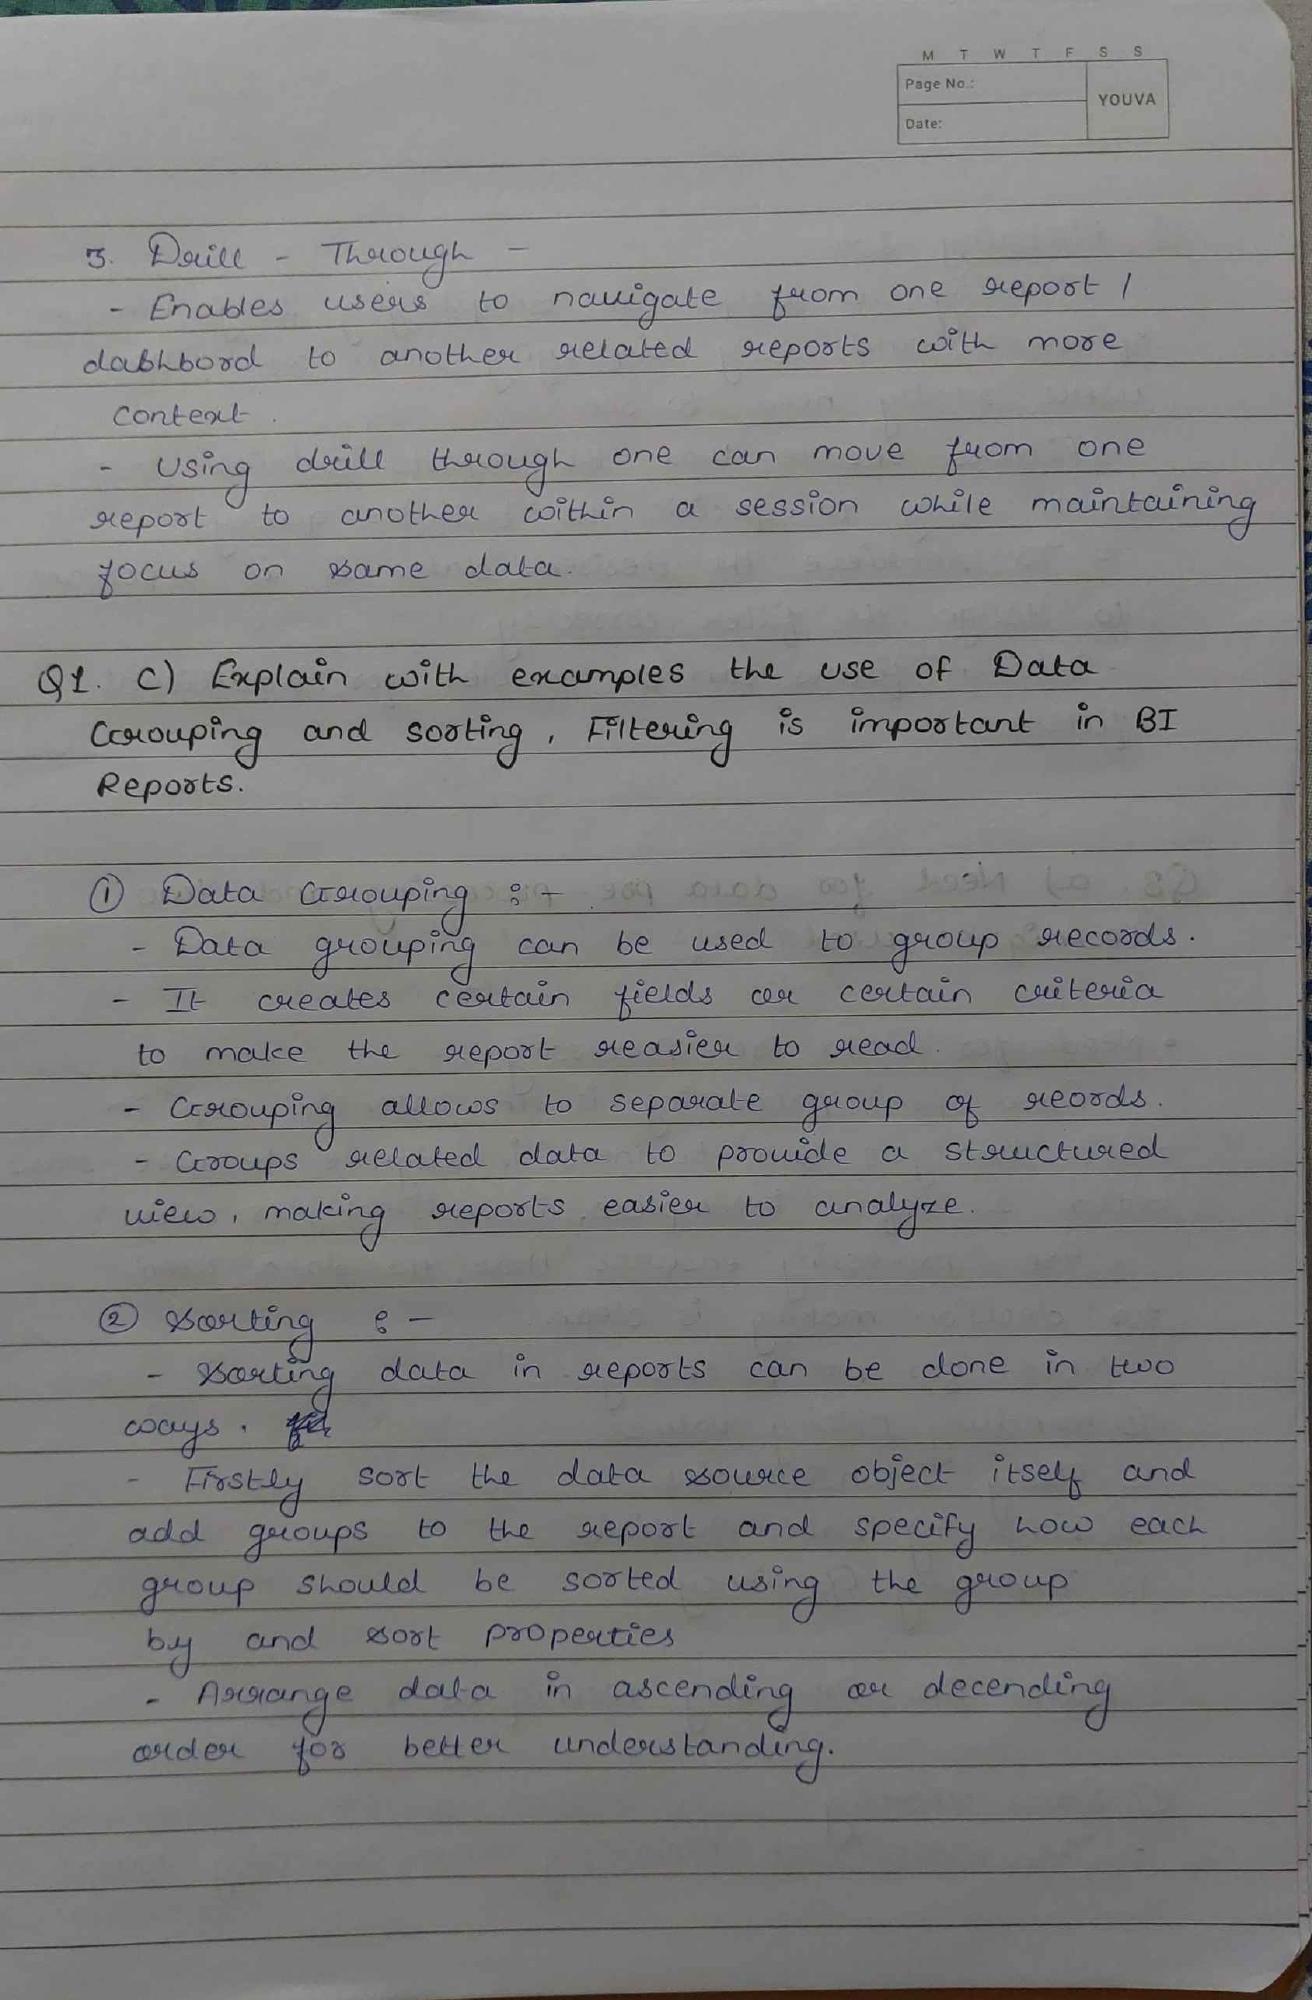 M T W T F S S
Page No.:
YOUVA
Date:
3. Drill - Through -
- Enables users to navigate from one report /
dabhbord to another related reports with more
context.
- Using drill through one can move from one
report to another within a session while maintaining
focus on same data.
Q1. C) Explain with examples the use of Data
Grouping and sorting, Filtering is important in BI
Reports.
① Data Grouping :-
- Data grouping can be used to group records.
- It creates certain fields or certain criteria
to make the report reasier to read.
- Grouping allows to separate group of reords.
- Groups related data to provide a structured
view, making reports easier to analyze.
② Sorting :-
- Sorting data in reports can be done in two
ways.
- Firstly sort the data source object itself and
add groups to the report and specify how each
group should be sorted using the group
by and sort properties
- Arrange data in ascending or decending
order for better understanding.